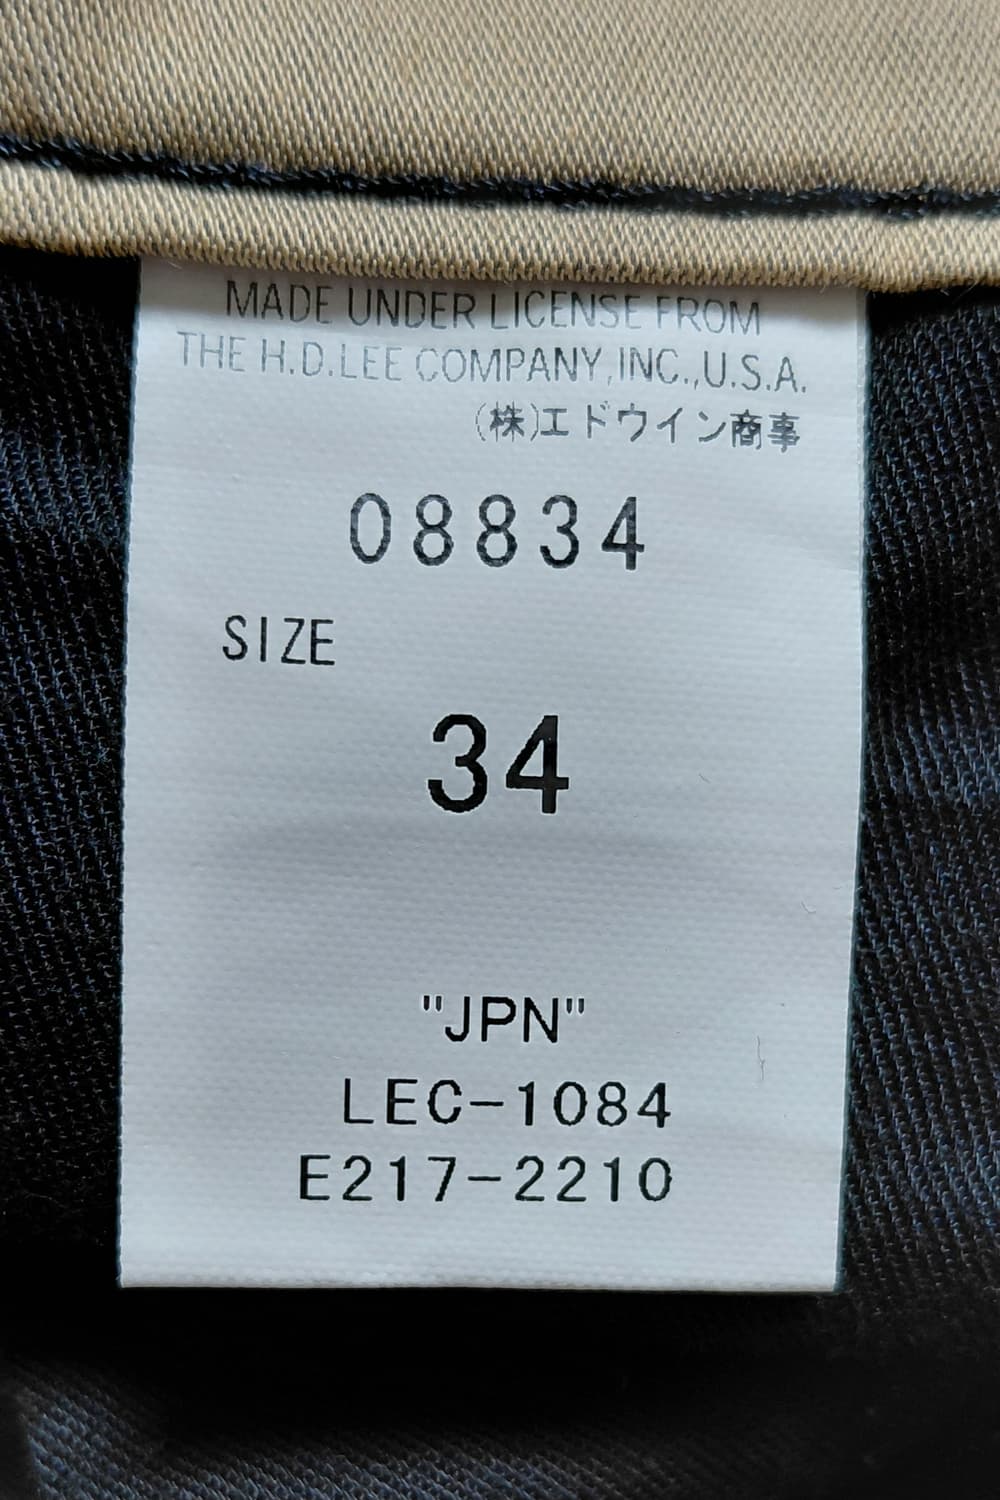 MADE UNDER LICENSE FROM
THE H.D.LEE COMPANY,INC.,U.S.A.
(株)エドウイン商事
08834
SIZE
34
"JPN"
LEC-1084
E217-2210